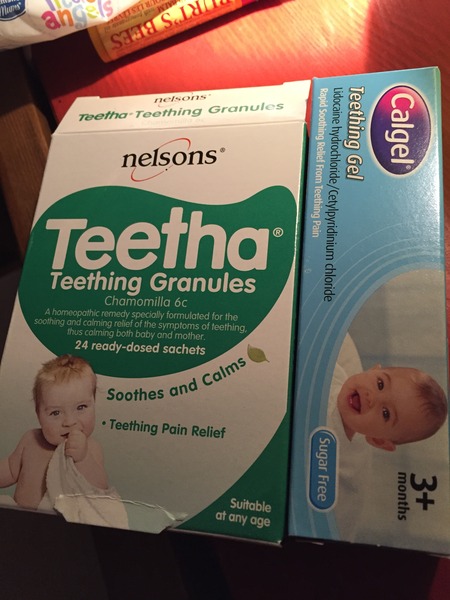 angels
BURT'S BEES
nelsons
Teetha® Teething Granules
nelsons®
Teetha®
Teething Granules
Chamomilla 6c
A homeopathic remedy specially formulated for the
soothing and calming relief of the symptoms of teething,
thus calming both baby and mother.
24 ready-dosed sachets
Soothes and Calms
• Teething Pain Relief
Suitable
at any age
Calgel®
Teething Gel
Lidocaine hydrochloride/Cetylpyridinium chloride
Rapid Soothing Relief From Teething Pain
Sugar Free
3+
months